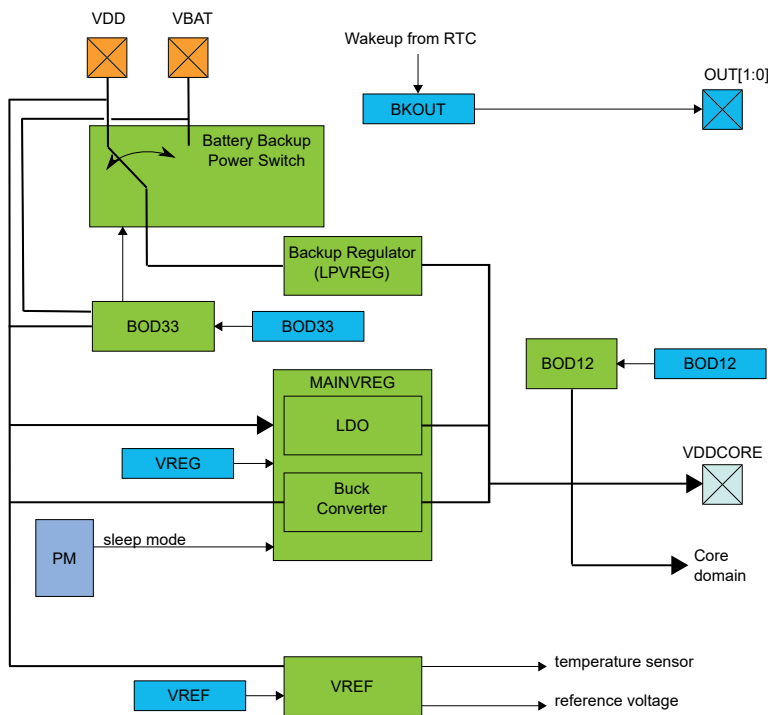 VDD
VBAT
Wakeup from RTC
OUT[1:0]
BKOUT
Battery Backup
Power Switch
Backup Regulator
(LPVREG)
BOD33
BOD33
BOD12
BOD12
MAINVREG
LDO
VREG
VDDCORE
Buck
Converter
PM
sleep mode
Core
domain
temperature sensor
VREF
VREF
reference voltage